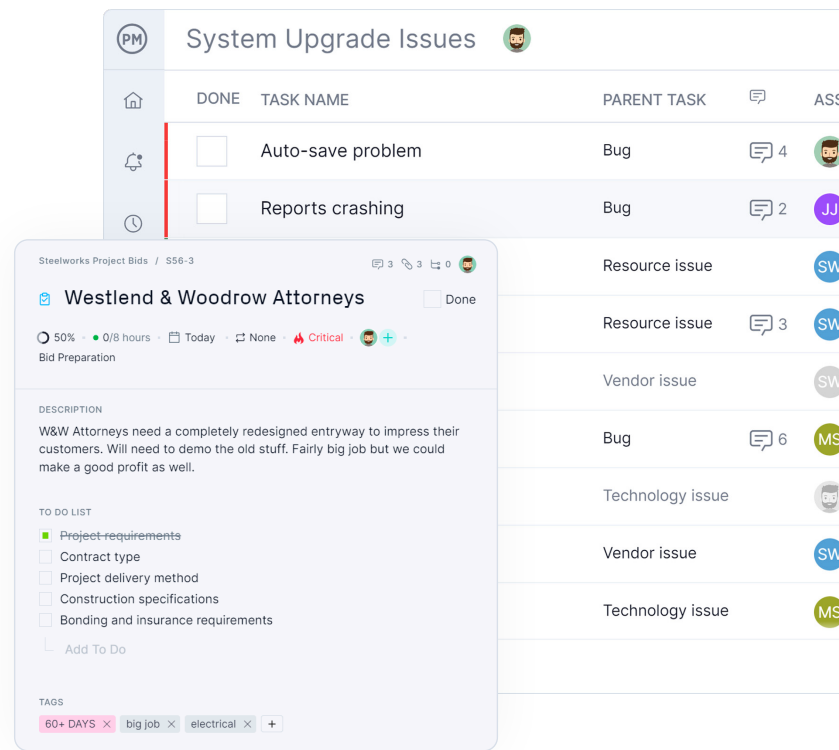 PM
System Upgrade Issues
DONE TASK NAME PARENT TASK ASS
Auto-save problem Bug 4
Reports crashing Bug 2 JJ
Resource issue SW
Resource issue 3 SW
Vendor issue SW
Bug 6 MS
Technology issue
Vendor issue SW
Technology issue MS
Steelworks Project Bids / S56-3 3 3 0
Westlend & Woodrow Attorneys Done
50% 0/8 hours Today None Critical +
Bid Preparation
DESCRIPTION
W&W Attorneys need a completely redesigned entryway to impress their
customers. Will need to demo the old stuff. Fairly big job but we could
make a good profit as well.
TO DO LIST
Project requirements
Contract type
Project delivery method
Construction specifications
Bonding and insurance requirements
Add To Do
TAGS
60+ DAYS × big job × electrical × +